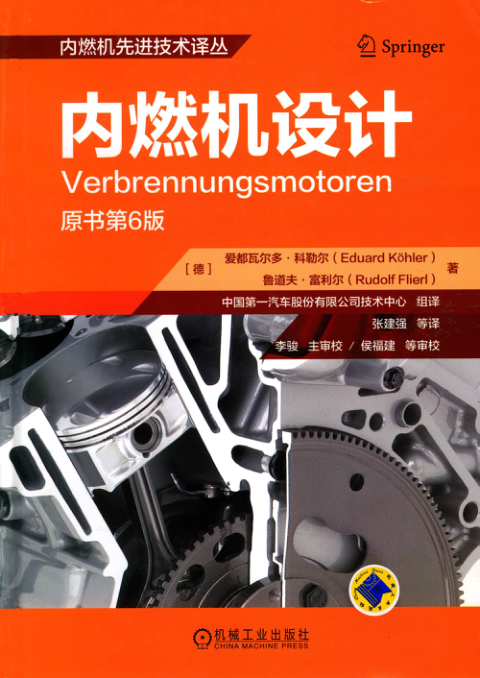 内燃机先进技术译丛
Springer
内燃机设计
Verbrennungsmotoren
原书第6版
[德] 爱都瓦尔多·科勒尔(Eduard Köhler)
鲁道夫·富利尔(Rudolf Flierl) 著
中国第一汽车股份有限公司技术中心 组译
张建强 等译
李骏 主审校 / 侯福建 等审校
机械工业出版社
CHINA MACHINE PRESS